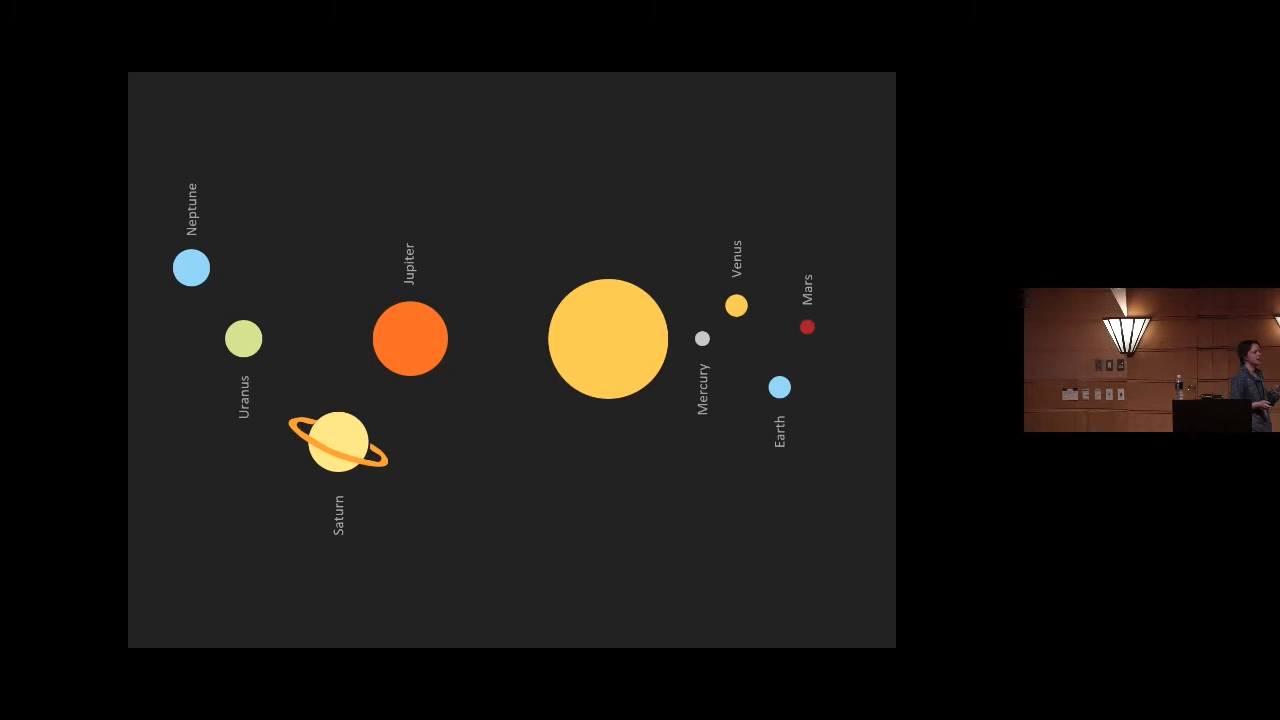 Neptune
Uranus
Saturn
Jupiter
Mercury
Venus
Earth
Mars